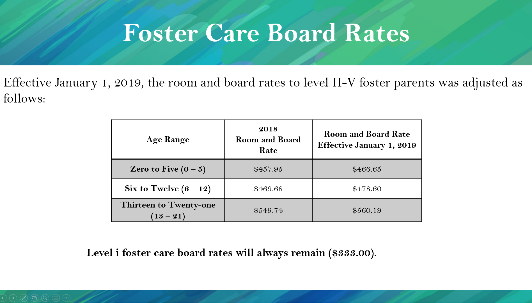 Foster Care Board Rates
Effective January 1, 2019, the room and board rates to level II-V foster parents was adjusted as
follows:
Age Range
2018
Room and Board
Rate
Room and Board Rate
Effective January 1, 2019
Zero to Five (0 – 5)
$457.95
$466.65
Six to Twelve (6 – 12)
$469.68
$478.60
Thirteen to Twenty-one
(13 – 21)
$549.74
$560.19
Level i foster care board rates will always remain ($333.00).